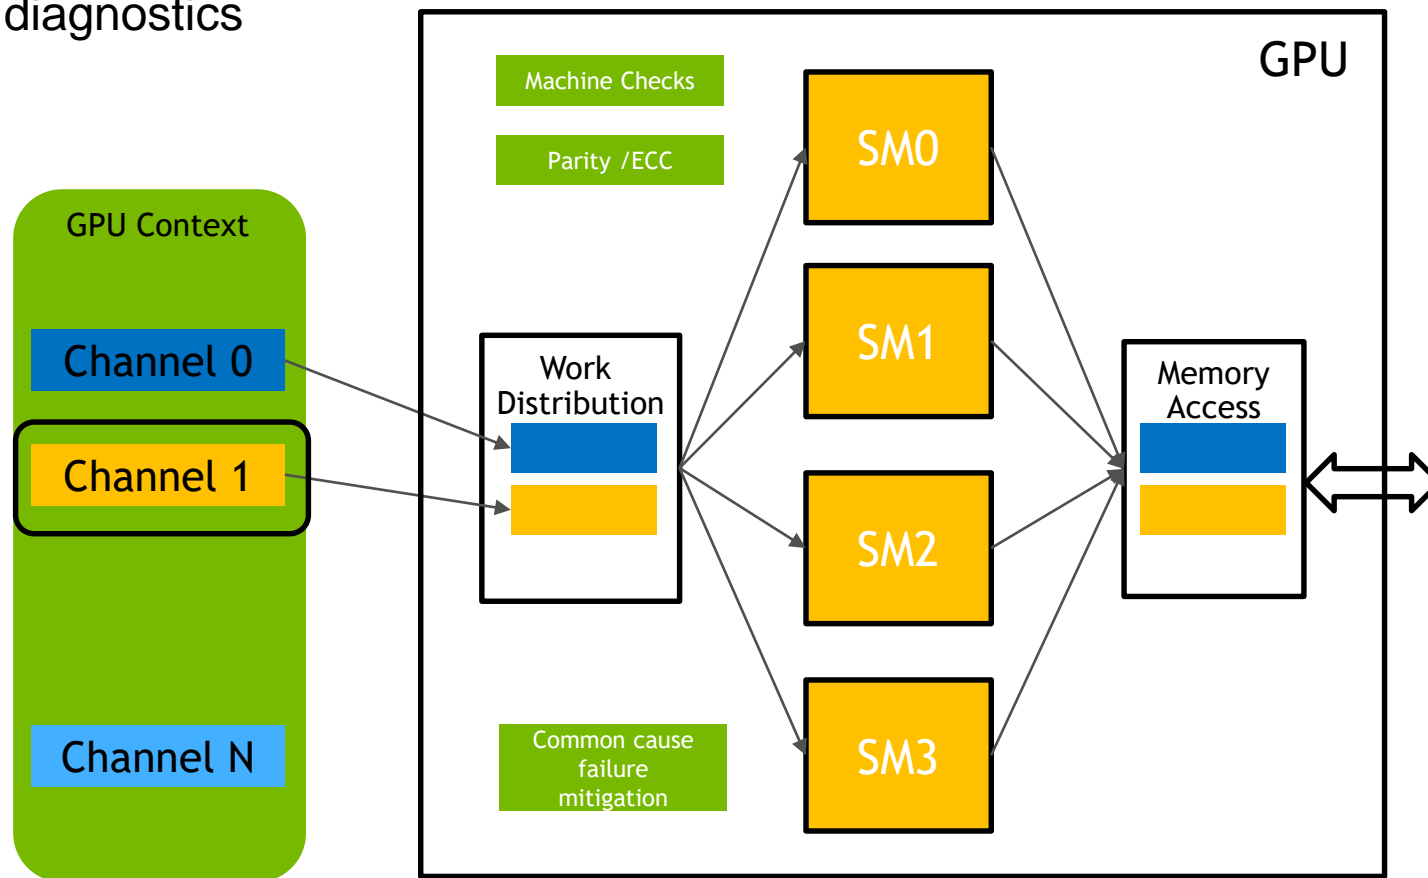 diagnostics
GPU
Machine Checks
Parity /ECC
GPU Context
Channel 0
Channel 1
Channel N
Work
Distribution
SM0
SM1
SM2
SM3
Memory
Access
Common cause
failure
mitigation